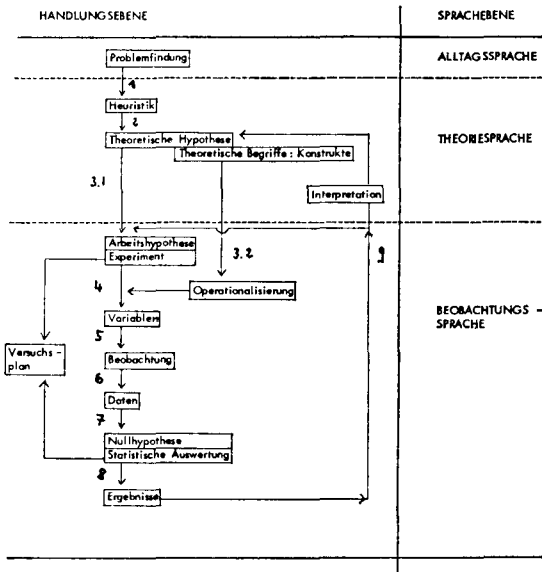 HANDLUNGSEBENE
SPRACHEBENE
Problemfindung
ALLTAGSSPRACHE
1
Heuristik
2
Theoretische Hypothese
Theoretische Begriffe: Konstrukte
THEORIESPRACHE
3.1
Interpretation
Arbeitshypothese
Experiment
3.2
9
4
Operationalisierung
Variablen
BEOBACHTUNGS -
SPRACHE
5
Versuchs -
plan
Beobachtung
6
Daten
7
Nullhypothese
Statistische Auswertung
8
Ergebnisse